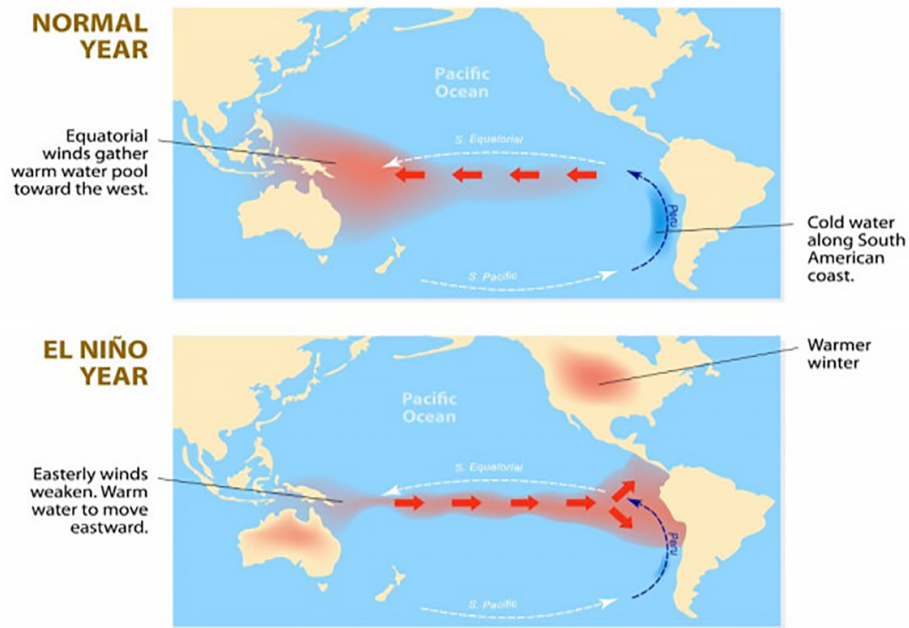 NORMAL
YEAR
Pacific
Ocean
Equatorial
winds gather
warm water pool
toward the west.
S. Equatorial
Peru
Cold water
along South
American
coast.
S. Pacific
EL NIÑO
YEAR
Warmer
winter
Pacific
Ocean
Easterly winds
weaken. Warm
water to move
eastward.
S. Equatorial
Peru
S. Pacific